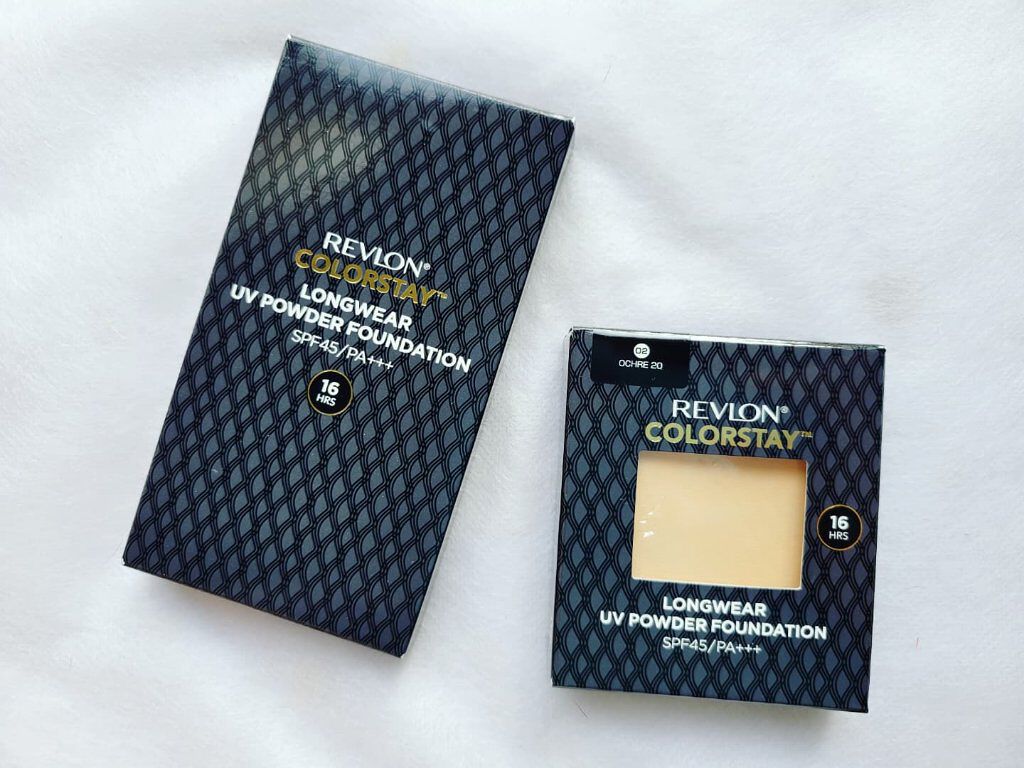 REVLON®
COLORSTAY™
LONGWEAR
UV POWDER FOUNDATION
SPF45/PA+++
16
HRS
02
OCHRE 20
REVLON®
COLORSTAY™
16
HRS
LONGWEAR
UV POWDER FOUNDATION
SPF45/PA+++